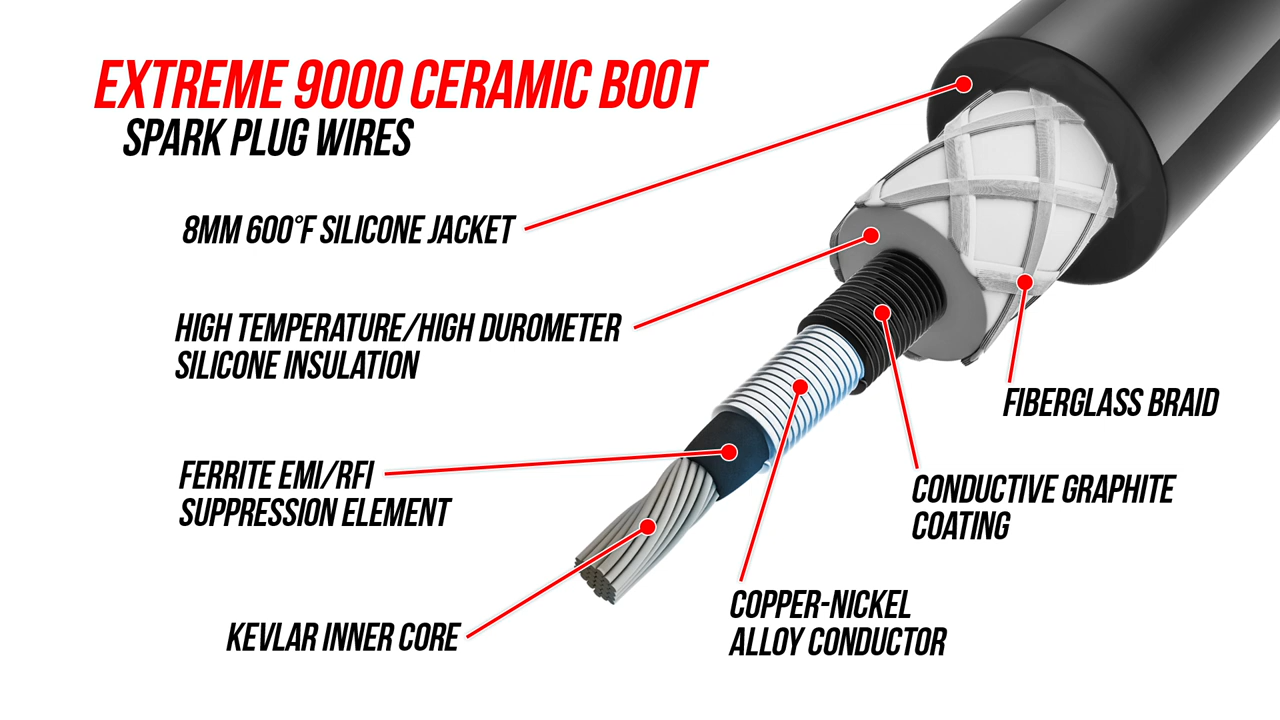 EXTREME 9000 CERAMIC BOOT
SPARK PLUG WIRES
8MM 600°F SILICONE JACKET
HIGH TEMPERATURE/HIGH DUROMETER
SILICONE INSULATION
FERRITE EMI/RFI
SUPPRESSION ELEMENT
KEVLAR INNER CORE
FIBERGLASS BRAID
CONDUCTIVE GRAPHITE
COATING
COPPER-NICKEL
ALLOY CONDUCTOR